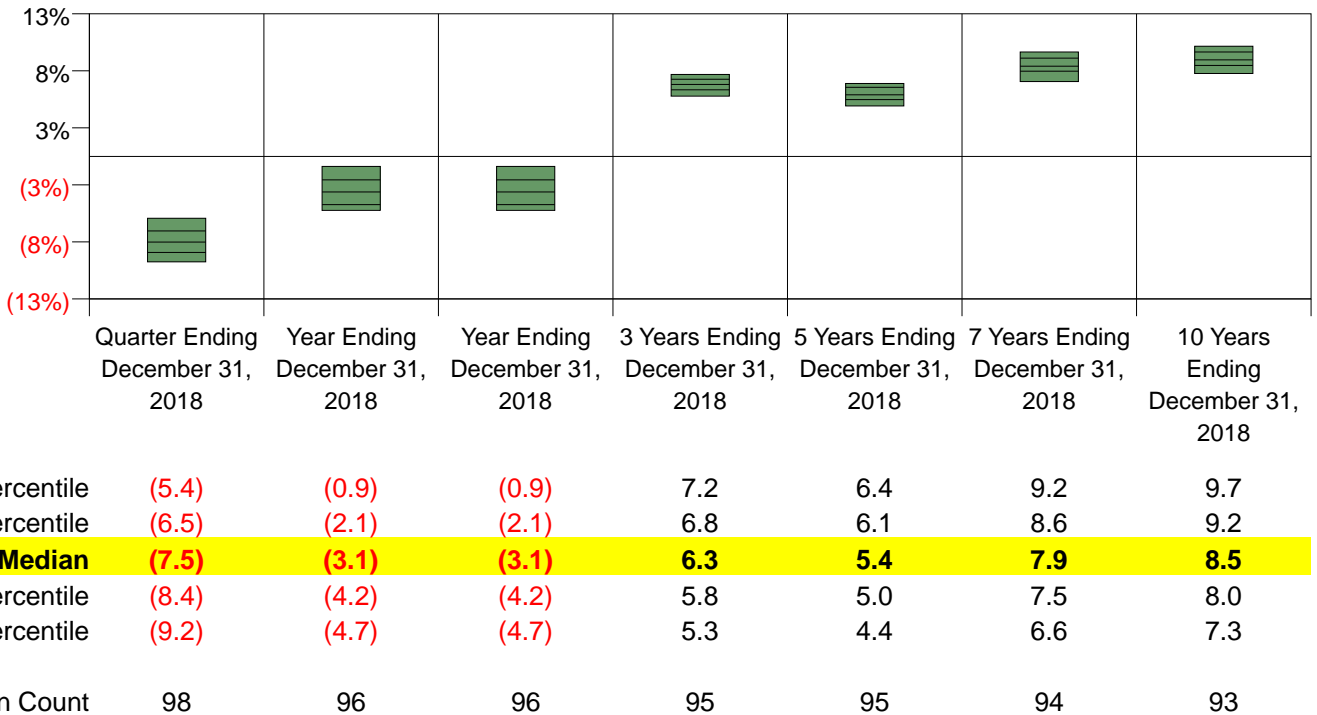 13%
8%
3%
(3%)
(8%)
(13%)
Quarter Ending Year Ending Year Ending 3 Years Ending 5 Years Ending 7 Years Ending 10 Years
December 31, December 31, December 31, December 31, December 31, December 31, Ending
2018 2018 2018 2018 2018 2018 December 31,
2018
(5.4) (0.9) (0.9) 7.2 6.4 9.2 9.7
(6.5) (2.1) (2.1) 6.8 6.1 8.6 9.2
Median (7.5) (3.1) (3.1) 6.3 5.4 7.9 8.5
(8.4) (4.2) (4.2) 5.8 5.0 7.5 8.0
(9.2) (4.7) (4.7) 5.3 4.4 6.6 7.3
Count 98 96 96 95 95 94 93